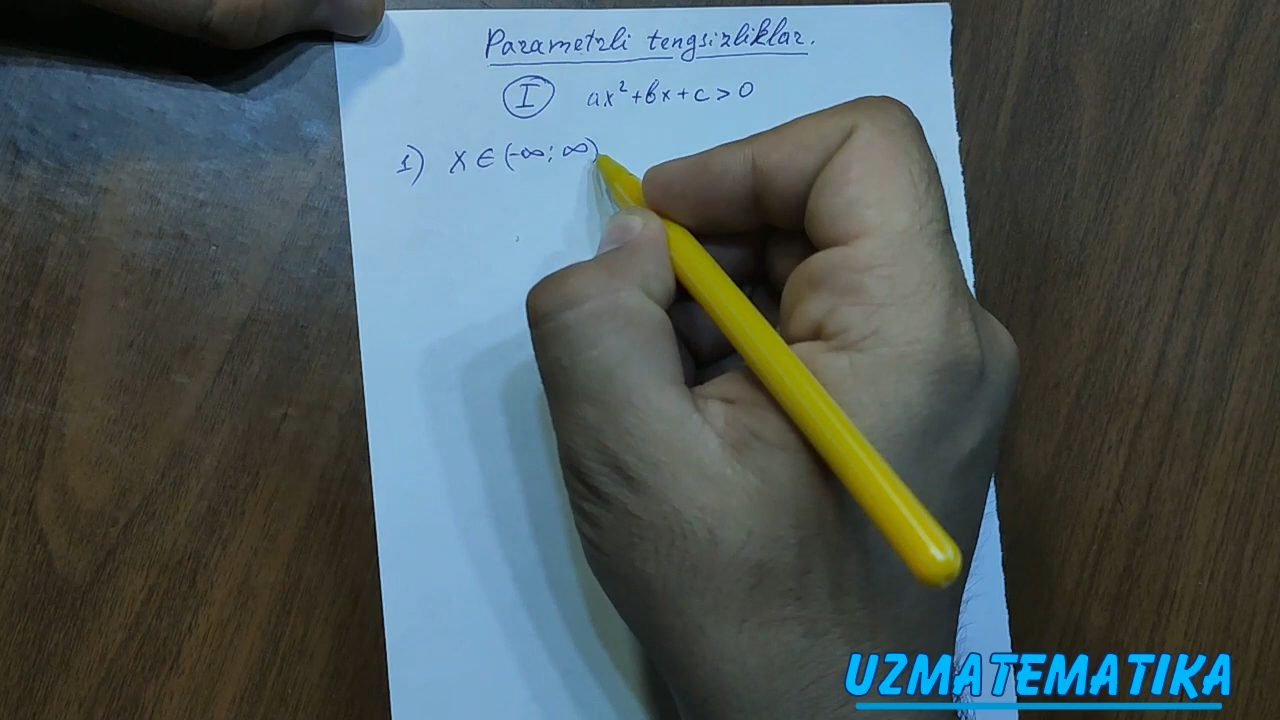 Parametrli tengsizliklar.
I ax²+bx+c>0
1) x∈(-∞; ∞)
UZMATEMATIKA